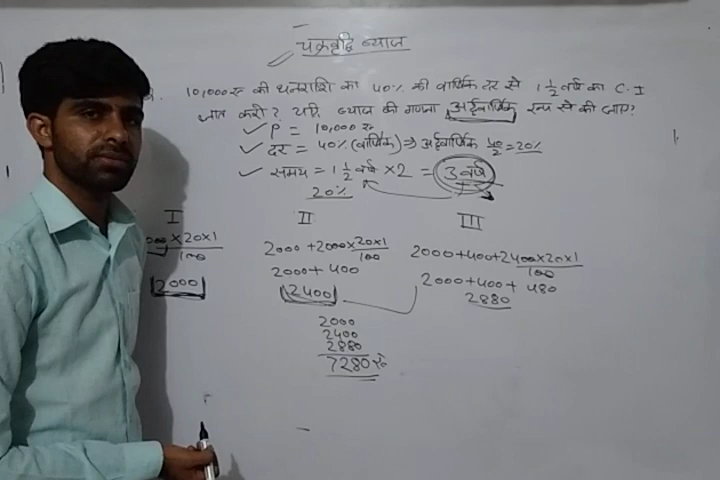 चक्रवृद्धि ब्याज
10,000 रू की धनराशि का 40% की वार्षिक दर से 1 1/2 वर्ष का C.I
ज्ञात करो? यदि ब्याज की गणना अर्द्धवार्षिक रूप से की जाए?
✓ P = 10,000 रू
✓ दर = 40% (वार्षिक) ⇒ अर्द्धवार्षिक 40/2 = 20%
✓ समय = 1 1/2 वर्ष × 2 = 3 वर्ष
20%
I II III
000 × 20×1/100
2000
2000 + 2000×20×1/100
2000 + 400
2400
2000+400+2400×20×1/100
2000+400+ 480
2880
2000
2400
2880
7280 रू